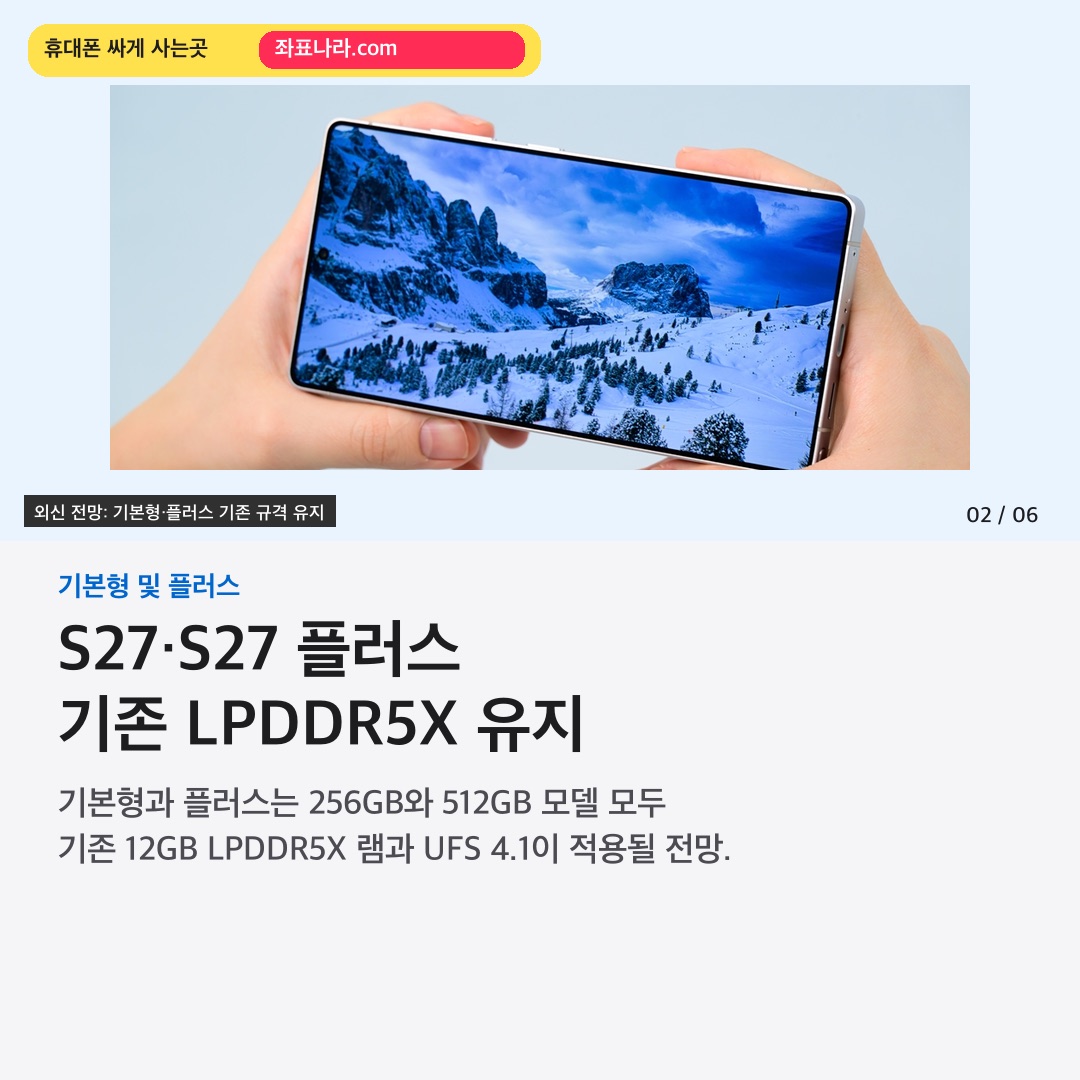 휴대폰 싸게 사는곳
좌표나라.com
외신 전망: 기본형·플러스 기존 규격 유지
02 / 06
기본형 및 플러스
S27·S27 플러스
기존 LPDDR5X 유지
기본형과 플러스는 256GB와 512GB 모델 모두
기존 12GB LPDDR5X 램과 UFS 4.1이 적용될 전망.